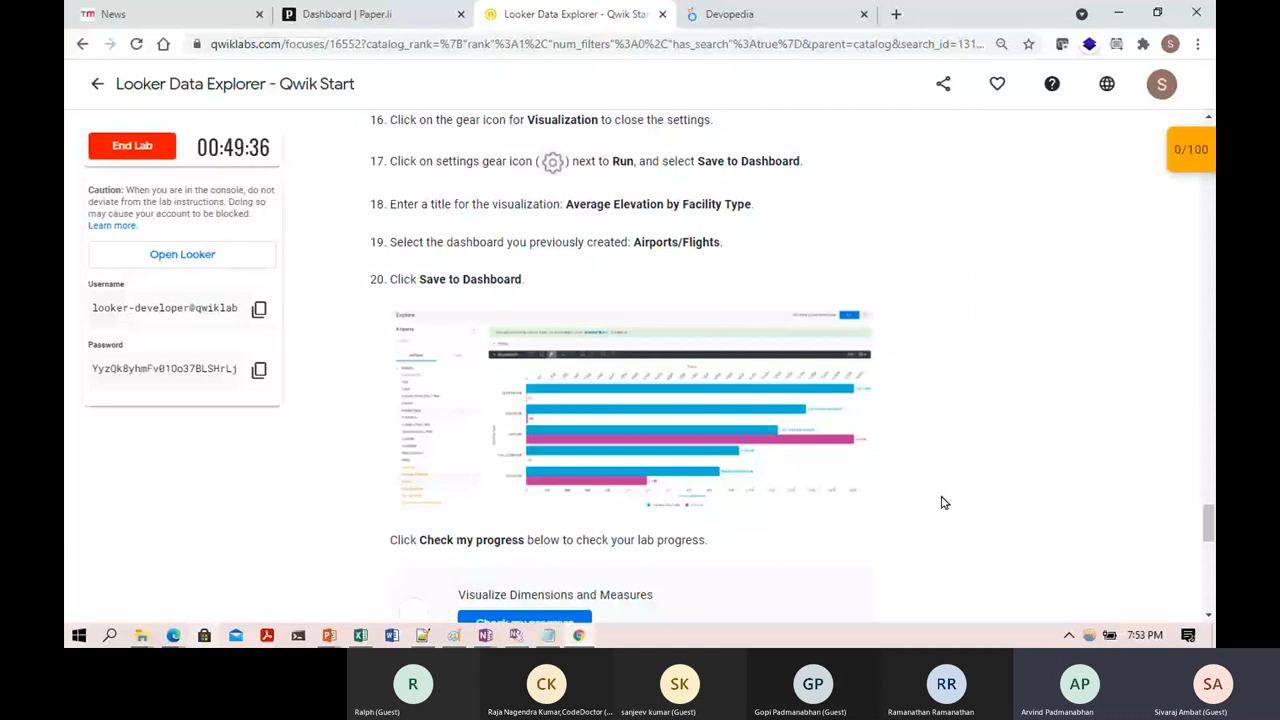 News
Dashboard | Paper.li
Looker Data Explorer - Qwik Start
Devopedia
qwiklabs.com/focuses/16552?catalog_rank=%7B"rank"%3A1%2C"num_filters"%3A0%2C"has_search"%3Atrue%7D&parent=catalog&search_id=131...
S
Looker Data Explorer - Qwik Start
S
End Lab
00:49:36
0/100
Caution: When you are in the console, do not
deviate from the lab instructions. Doing so
may cause your account to be blocked.
Learn more.
Open Looker
Username
looker-developer@qwiklab
Password
YyzQk8yhmFv01Oo37BLSHrLj
16. Click on the gear icon for Visualization to close the settings.
17. Click on settings gear icon ( ) next to Run, and select Save to Dashboard.
18. Enter a title for the visualization: Average Elevation by Facility Type.
19. Select the dashboard you previously created: Airports/Flights.
20. Click Save to Dashboard.
Explore
Click Check my progress below to check your lab progress.
Visualize Dimensions and Measures
Check my progress
7:53 PM
R
CK
SK
GP
RR
AP
SA
Ralph (Guest)
Raja Nagendra Kumar,CodeDoctor (...
sanjeev kumar (Guest)
Gopi Padmanabhan (Guest)
Ramanathan Ramanathan
Arvind Padmanabhan
Sivaraj Ambat (Guest)